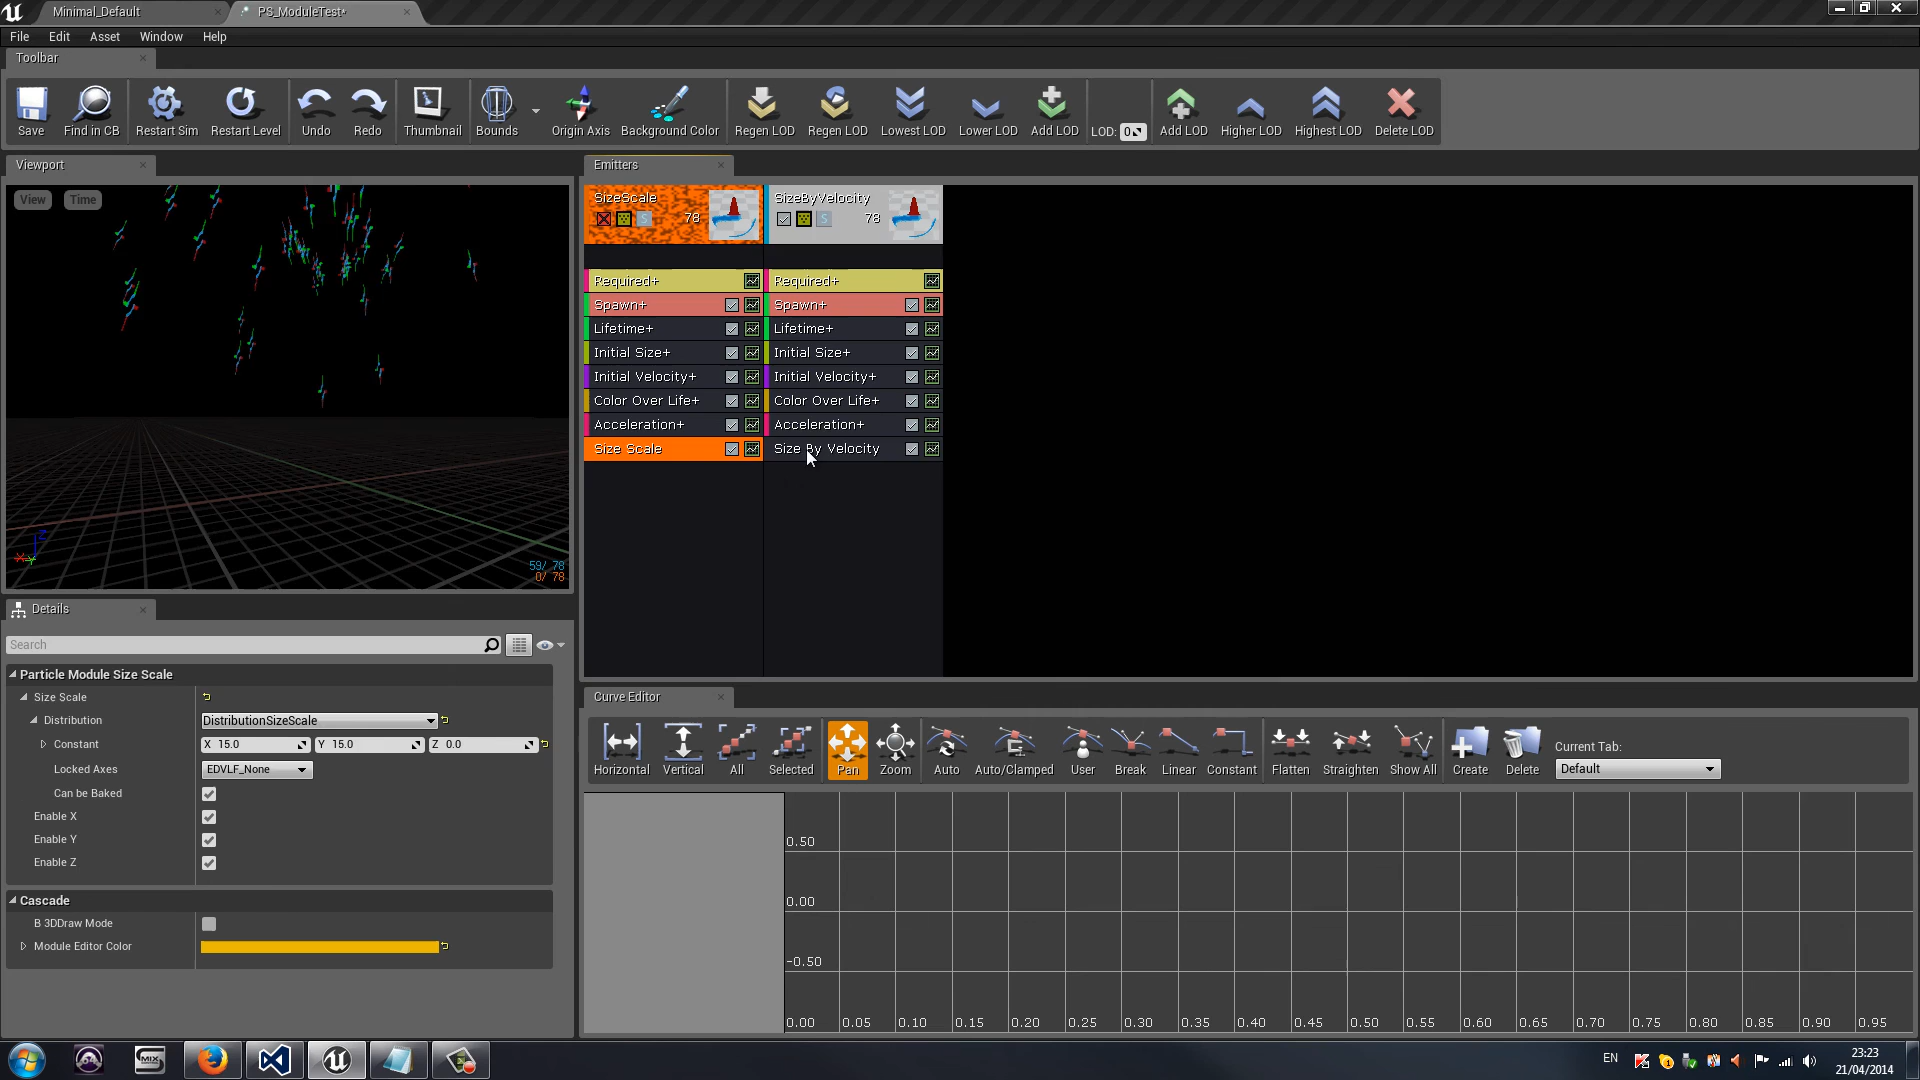 Minimal_Default
PS_ModuleTest*
File Edit Asset Window Help
Toolbar
Save
Find in CB
Restart Sim
Restart Level
Undo
Redo
Thumbnail
Bounds
Origin Axis
Background Color
Regen LOD
Regen LOD
Lowest LOD
Lower LOD
Add LOD
LOD: 0
Add LOD
Higher LOD
Highest LOD
Delete LOD
Viewport
View
Time
Z
X
Y
59/ 78
0/ 78
Emitters
SizeScale
78
SizeByVelocity
78
Required+
Required+
Spawn+
Spawn+
Lifetime+
Lifetime+
Initial Size+
Initial Size+
Initial Velocity+
Initial Velocity+
Color Over Life+
Color Over Life+
Acceleration+
Acceleration+
Size Scale
Size By Velocity
Details
Search
Particle Module Size Scale
Size Scale
Distribution
DistributionSizeScale
Constant
X 15.0
Y 15.0
Z 0.0
Locked Axes
EDVLF_None
Can be Baked
Enable X
Enable Y
Enable Z
Cascade
B 3DDraw Mode
Module Editor Color
Curve Editor
Horizontal
Vertical
All
Selected
Pan
Zoom
Auto
Auto/Clamped
User
Break
Linear
Constant
Flatten
Straighten
Show All
Create
Delete
Current Tab:
Default
0.50
0.00
-0.50
0.00 0.05 0.10 0.15 0.20 0.25 0.30 0.35 0.40 0.45 0.50 0.55 0.60 0.65 0.70 0.75 0.80 0.85 0.90 0.95
64
MIX
EN
23:23
21/04/2014